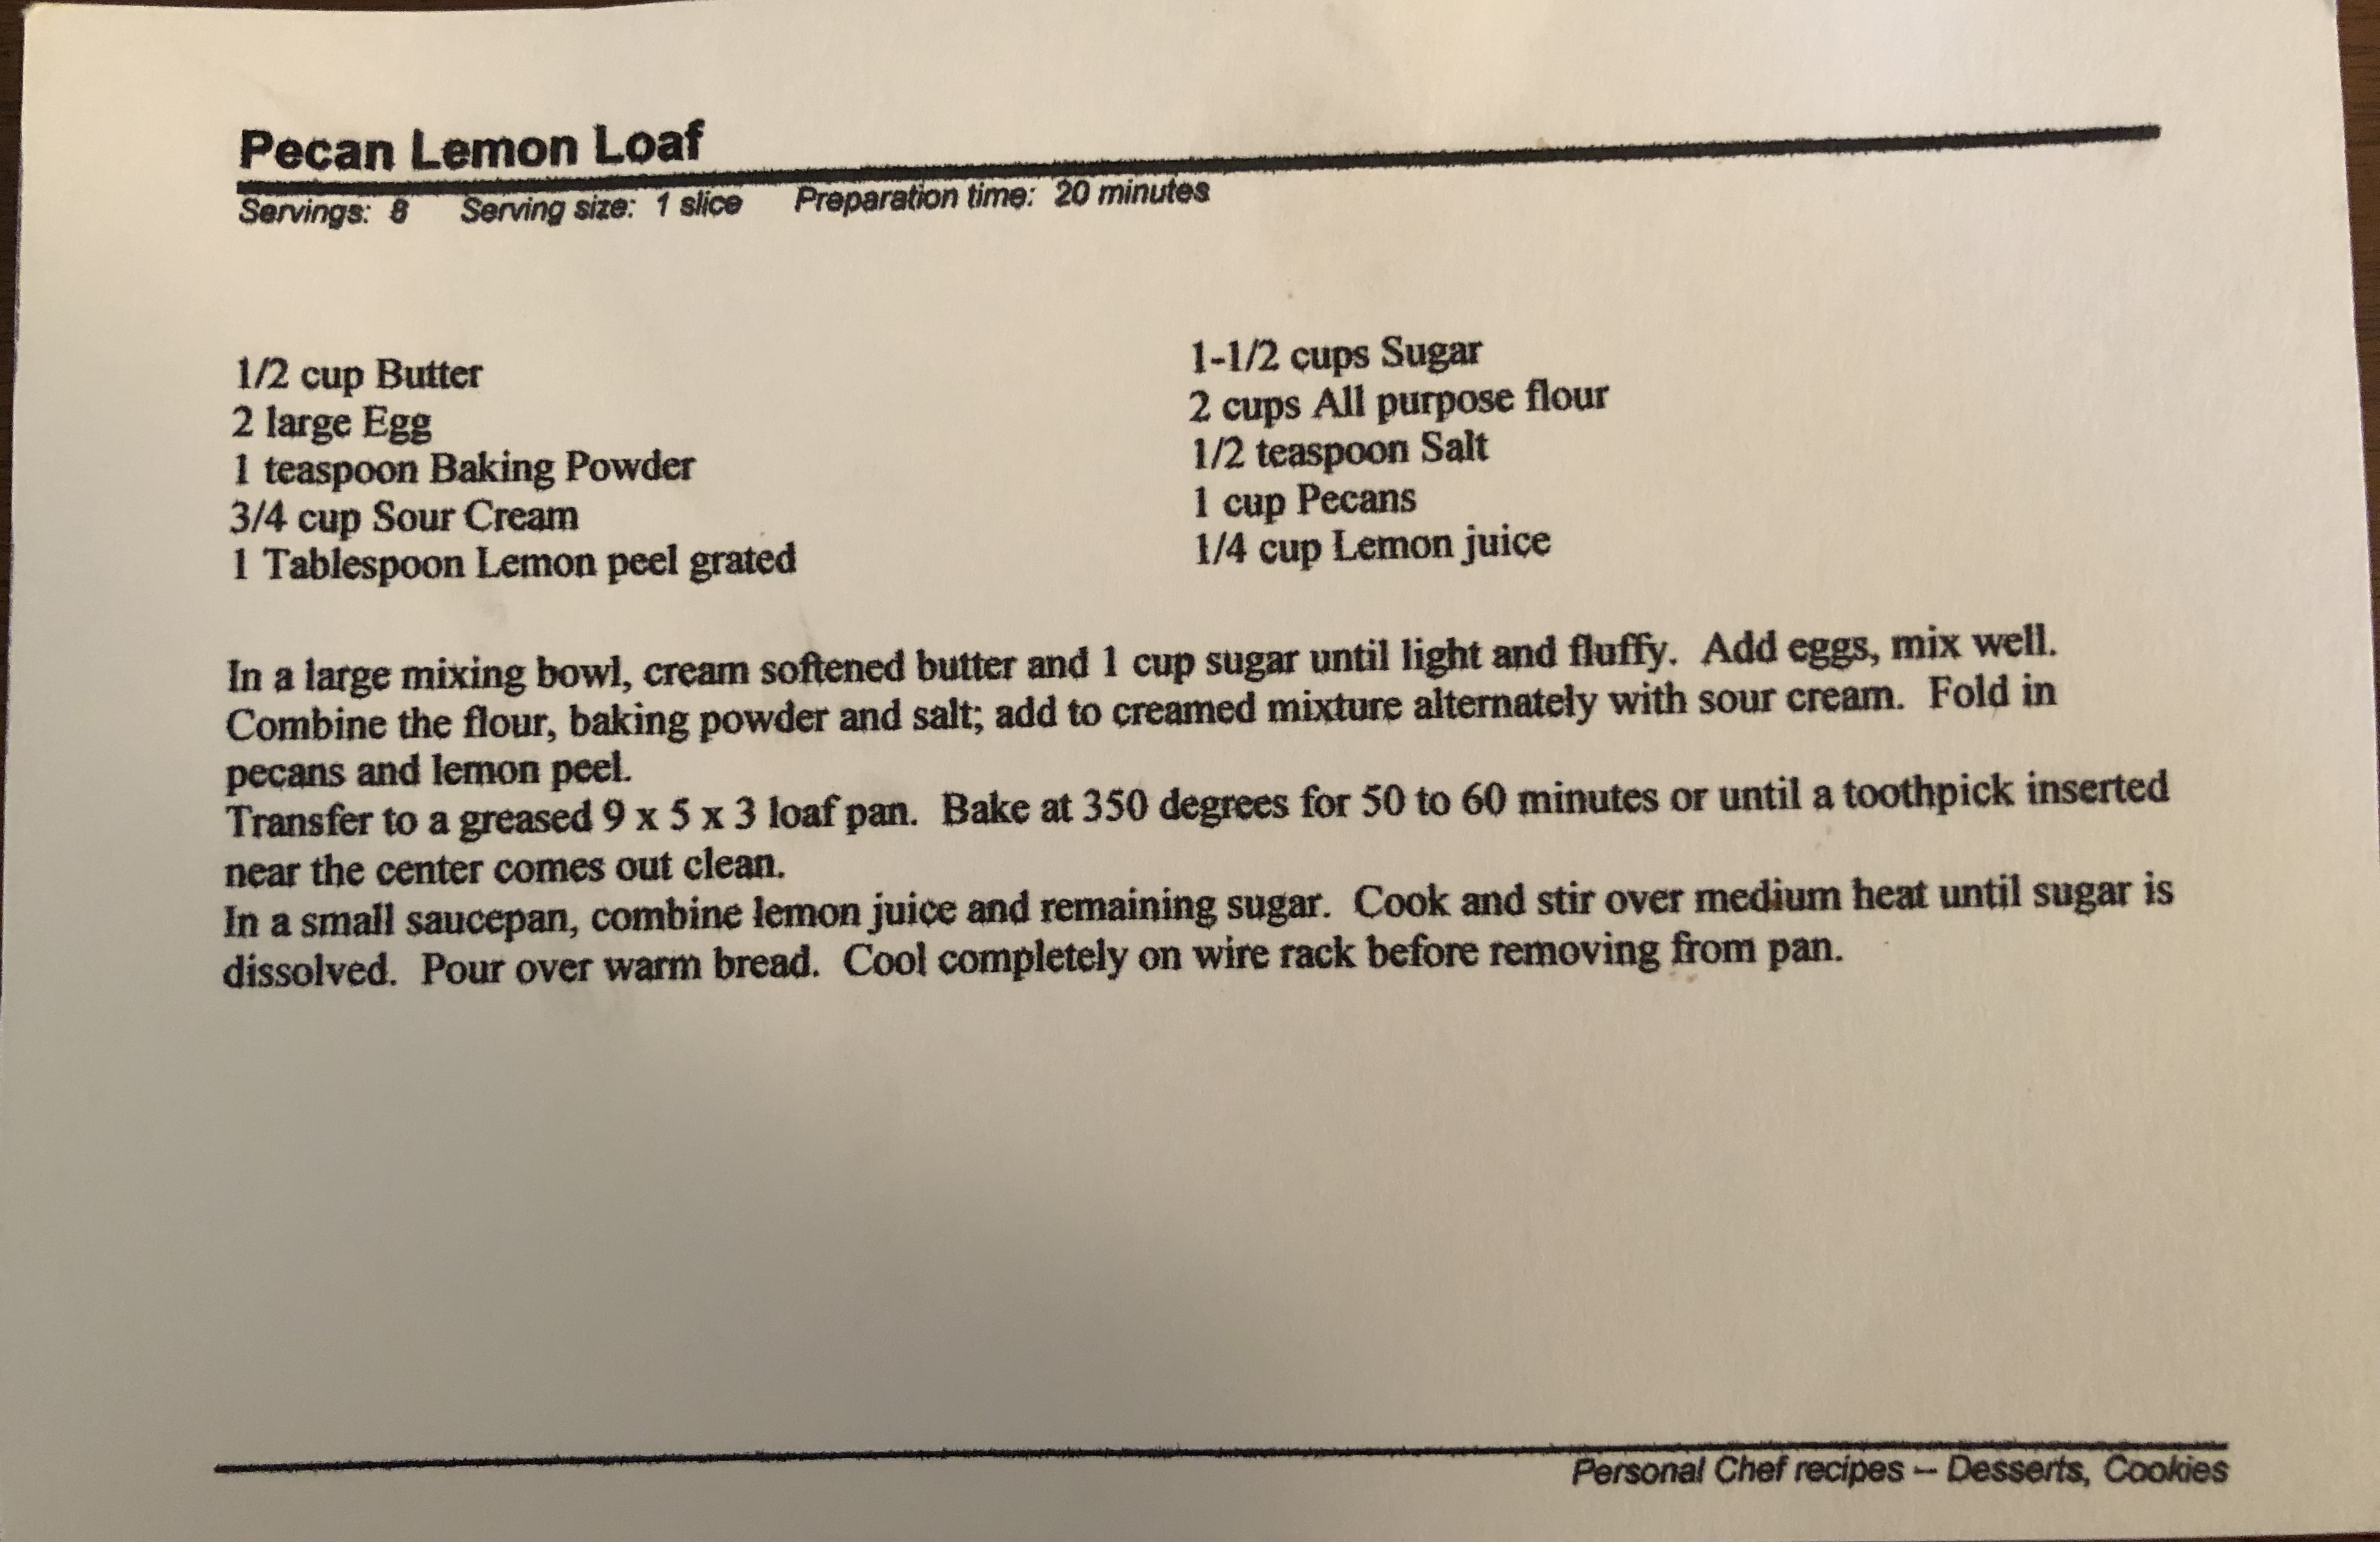 Pecan Lemon Loaf
Servings: 8 Serving size: 1 slice Preparation time: 20 minutes
1/2 cup Butter
2 large Egg
1 teaspoon Baking Powder
3/4 cup Sour Cream
1 Tablespoon Lemon peel grated
1-1/2 cups Sugar
2 cups All purpose flour
1/2 teaspoon Salt
1 cup Pecans
1/4 cup Lemon juice
In a large mixing bowl, cream softened butter and 1 cup sugar until light and fluffy. Add eggs, mix well.
Combine the flour, baking powder and salt; add to creamed mixture alternately with sour cream. Fold in
pecans and lemon peel.
Transfer to a greased 9 x 5 x 3 loaf pan. Bake at 350 degrees for 50 to 60 minutes or until a toothpick inserted
near the center comes out clean.
In a small saucepan, combine lemon juice and remaining sugar. Cook and stir over medium heat until sugar is
dissolved. Pour over warm bread. Cool completely on wire rack before removing from pan.
Personal Chef recipes -- Desserts, Cookies